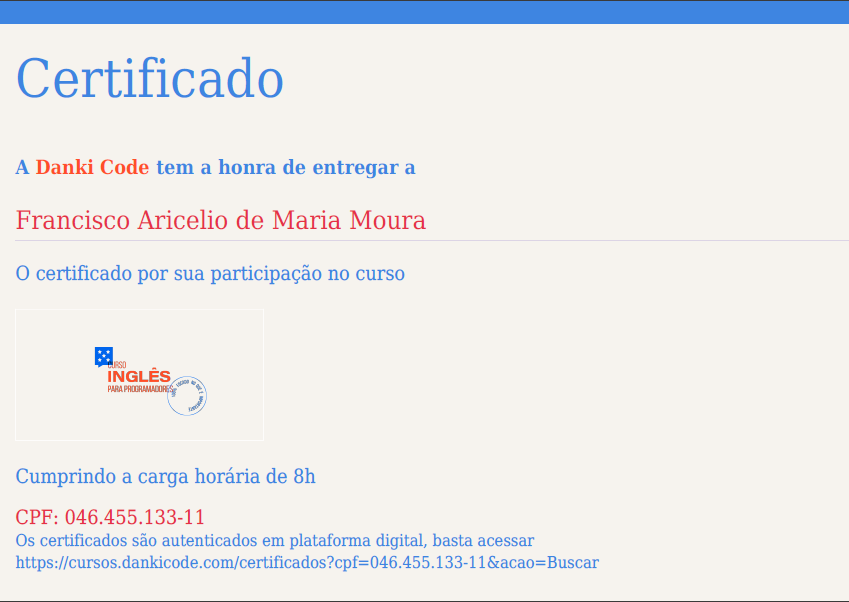 Certificado
A Danki Code tem a honra de entregar a
Francisco Aricelio de Maria Moura
O certificado por sua participação no curso
CURSO
INGLÊS
PARA PROGRAMADORES
Cumprindo a carga horária de 8h
CPF: 046.455.133-11
Os certificados são autenticados em plataforma digital, basta acessar
https://cursos.dankicode.com/certificados?cpf=046.455.133-11&acao=Buscar